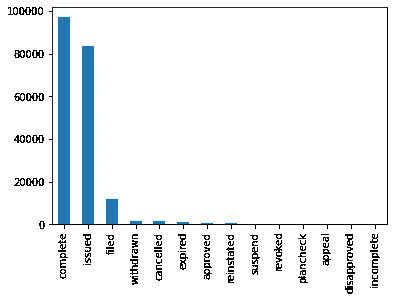 100000
80000
60000
40000
20000
0
complete
issued
filed
withdrawn
cancelled
expired
approved
reinstated
suspend
revoked
plancheck
appeal
disapproved
incomplete